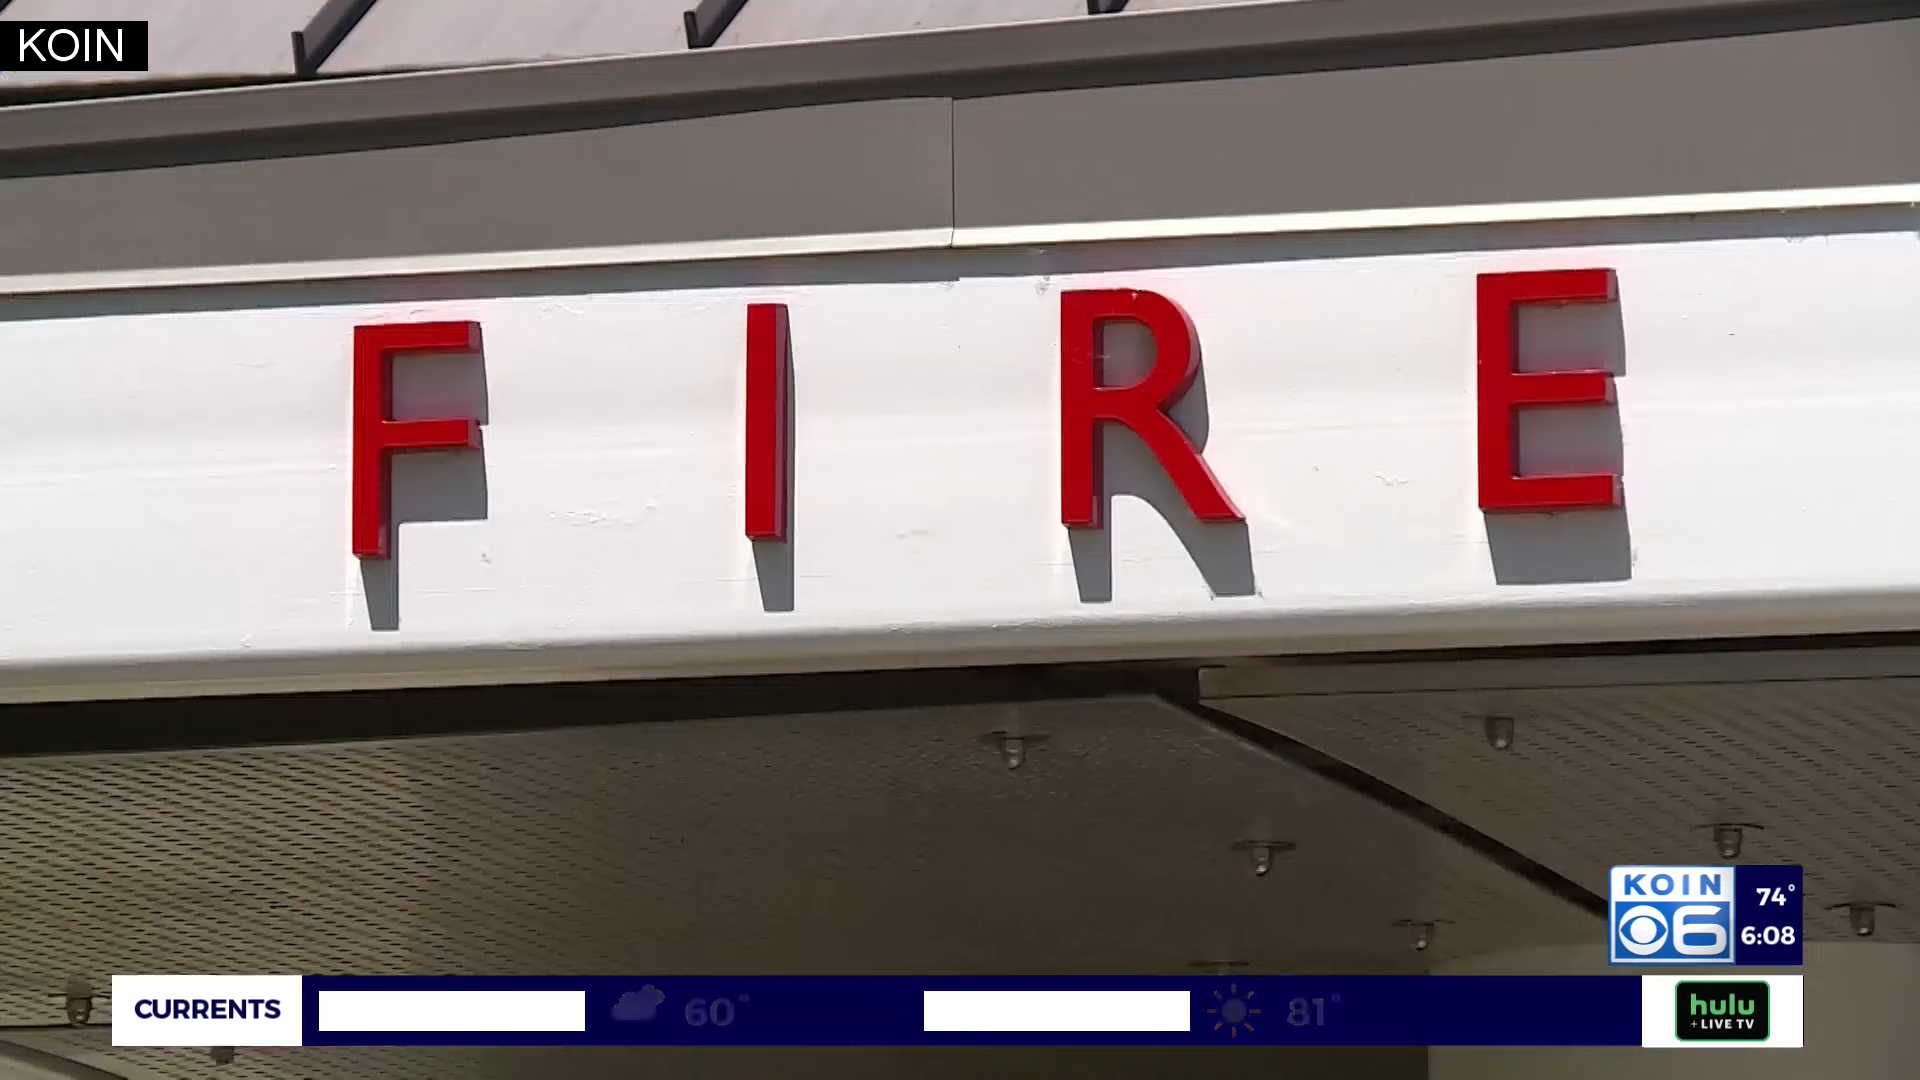 KOIN
FIRE
KOIN
6
74°
6:08
CURRENTS
60°
81°
hulu
+ LIVE TV